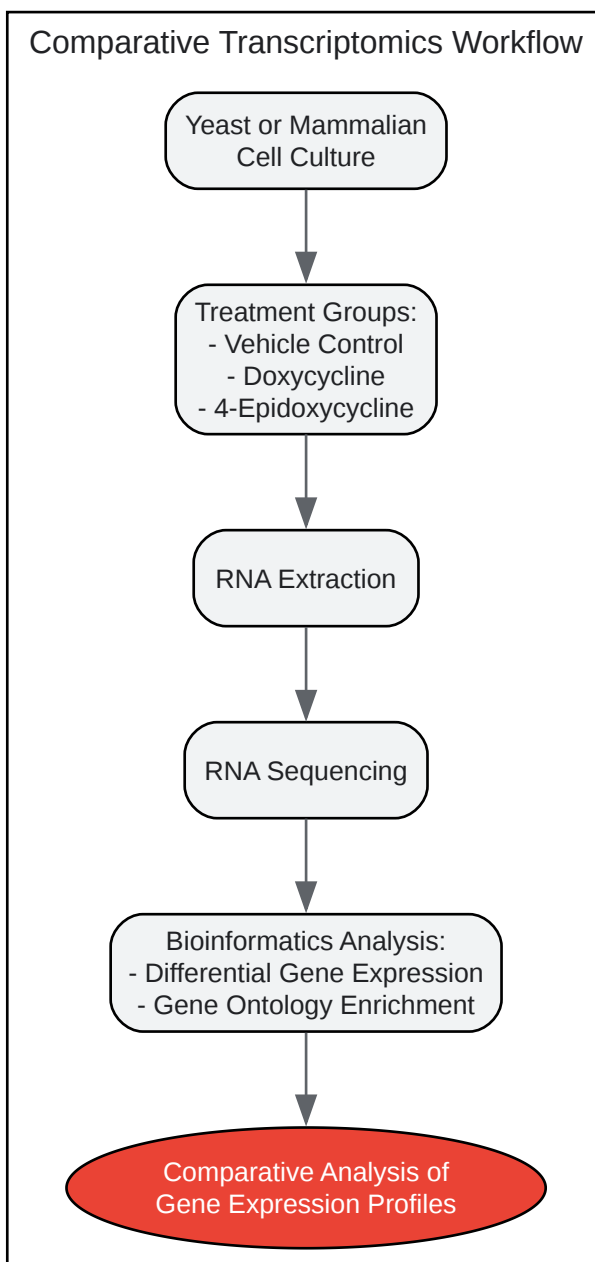 Comparative Transcriptomics Workflow
Yeast or Mammalian
Cell Culture
Treatment Groups:
- Vehicle Control
- Doxycycline
- 4-Epidoxycycline
RNA Extraction
RNA Sequencing
Bioinformatics Analysis:
- Differential Gene Expression
- Gene Ontology Enrichment
Comparative Analysis of
Gene Expression Profiles